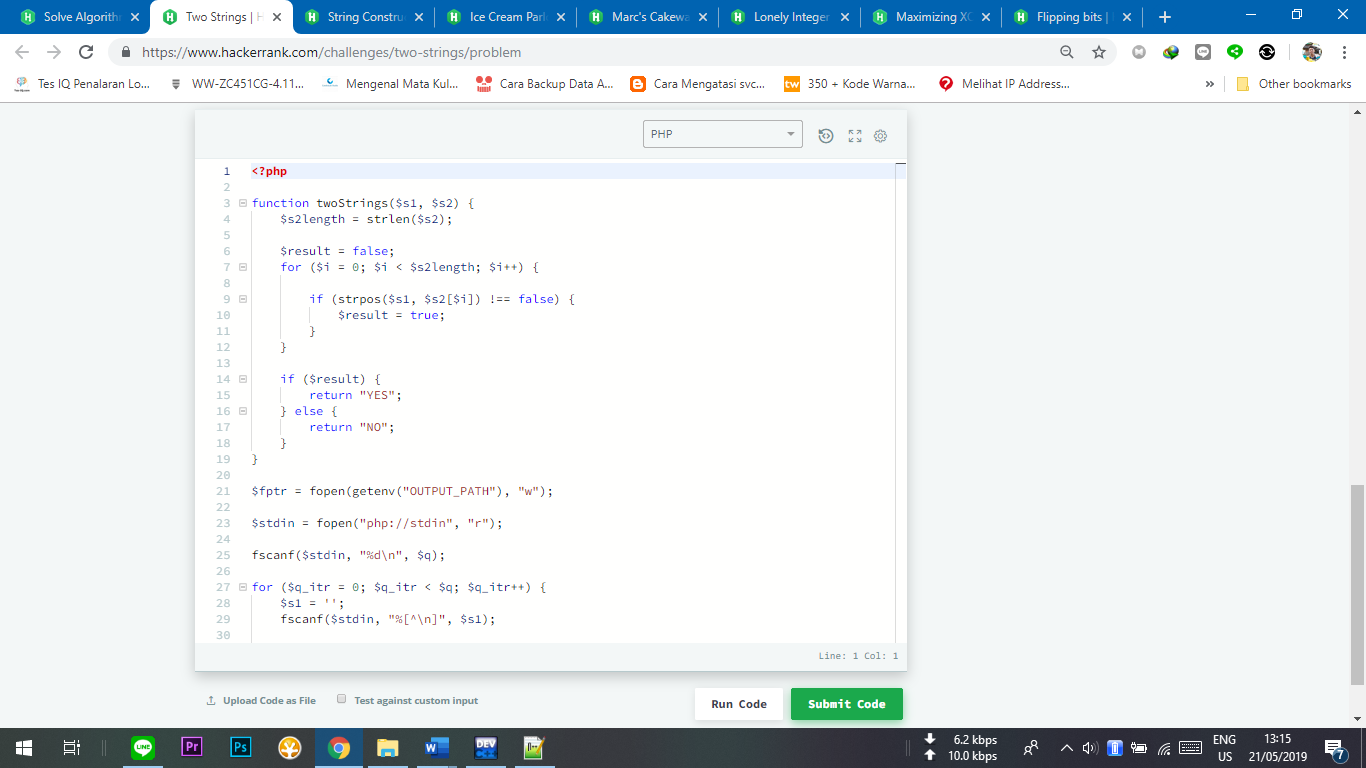 Solve Algorithm
Two Strings | H
String Constru
Ice Cream Parl
Marc's Cakewa
Lonely Integer
Maximizing XO
Flipping bits |
https://www.hackerrank.com/challenges/two-strings/problem
Tes IQ Penalaran Lo...
WW-ZC451CG-4.11...
Mengenal Mata Kul...
Cara Backup Data A...
Cara Mengatasi svc...
tw
350 + Kode Warna...
Melihat IP Address...
»
Other bookmarks
PHP
1 <?php
2
3 function twoStrings($s1, $s2) {
4     $s2length = strlen($s2);
5
6     $result = false;
7     for ($i = 0; $i < $s2length; $i++) {
8
9         if (strpos($s1, $s2[$i]) !== false) {
10             $result = true;
11         }
12     }
13
14     if ($result) {
15         return "YES";
16     } else {
17         return "NO";
18     }
19 }
20
21 $fptr = fopen(getenv("OUTPUT_PATH"), "w");
22
23 $stdin = fopen("php://stdin", "r");
24
25 fscanf($stdin, "%d\n", $q);
26
27 for ($q_itr = 0; $q_itr < $q; $q_itr++) {
28     $s1 = '';
29     fscanf($stdin, "%[^\n]", $s1);
30
Line: 1 Col: 1
Upload Code as File
Test against custom input
Run Code
Submit Code
LINE
Pr
Ps
DEV
6.2 kbps
10.0 kbps
ENG
US
13:15
21/05/2019
7